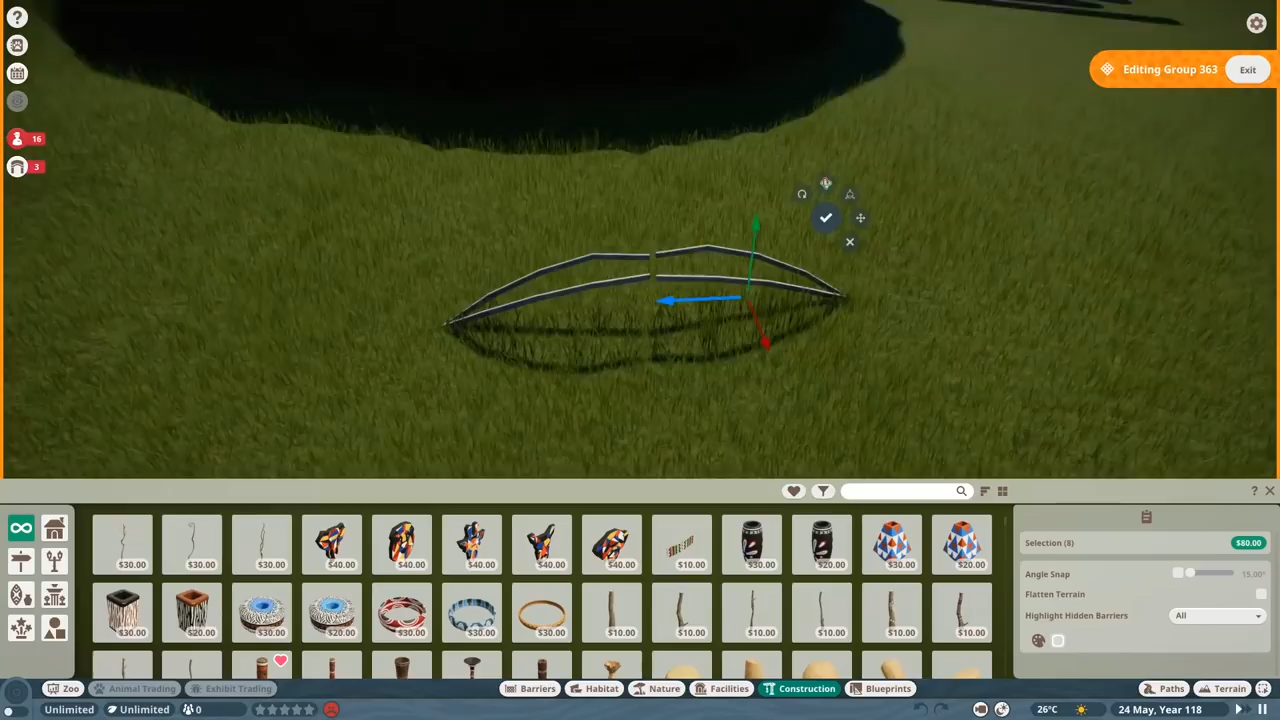 ?
Editing Group 363
Exit
16
3
?
Selection (8)
$80.00
$30.00 $30.00 $30.00 $40.00 $40.00 $40.00 $40.00 $40.00 $10.00 $30.00 $20.00 $30.00 $20.00
Angle Snap
15.00°
Flatten Terrain
$30.00 $20.00 $30.00 $20.00 $30.00 $30.00 $30.00 $10.00 $10.00 $10.00 $10.00 $10.00 $10.00
Highlight Hidden Barriers
All
Zoo
Animal Trading
Exhibit Trading
Barriers
Habitat
Nature
Facilities
Construction
Blueprints
Paths
Terrain
Unlimited
Unlimited
0
26°C
24 May, Year 118